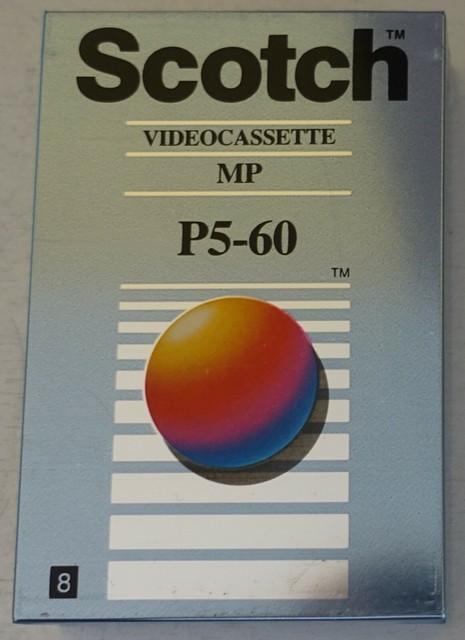 Scotch™
VIDEOCASSETTE
MP
P5-60
™
8